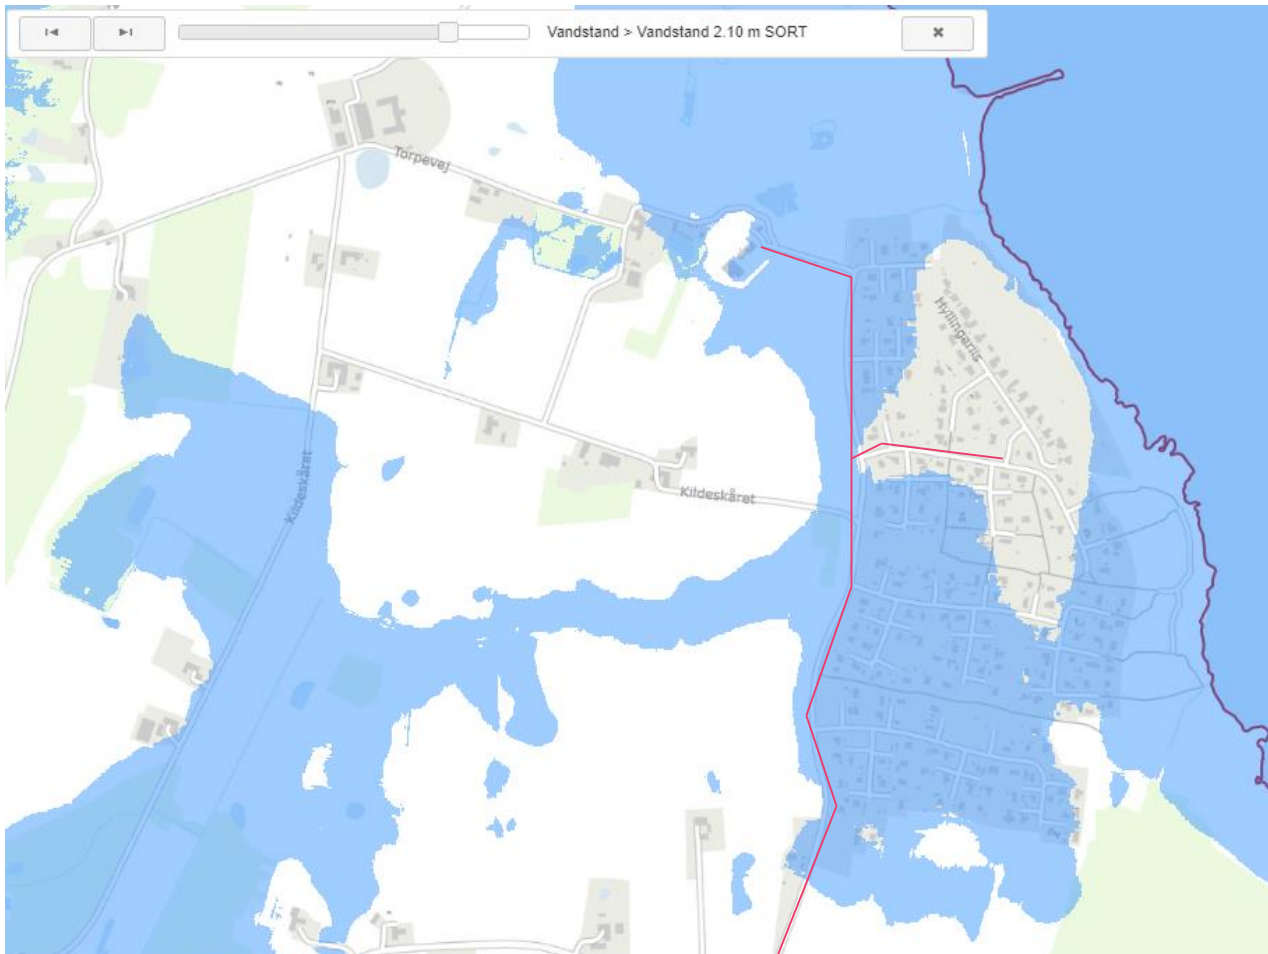 Vandstand > Vandstand 2.10 m SORT
Torpevej
Hyllingeriis
Kildeskåret
Kildeskåret